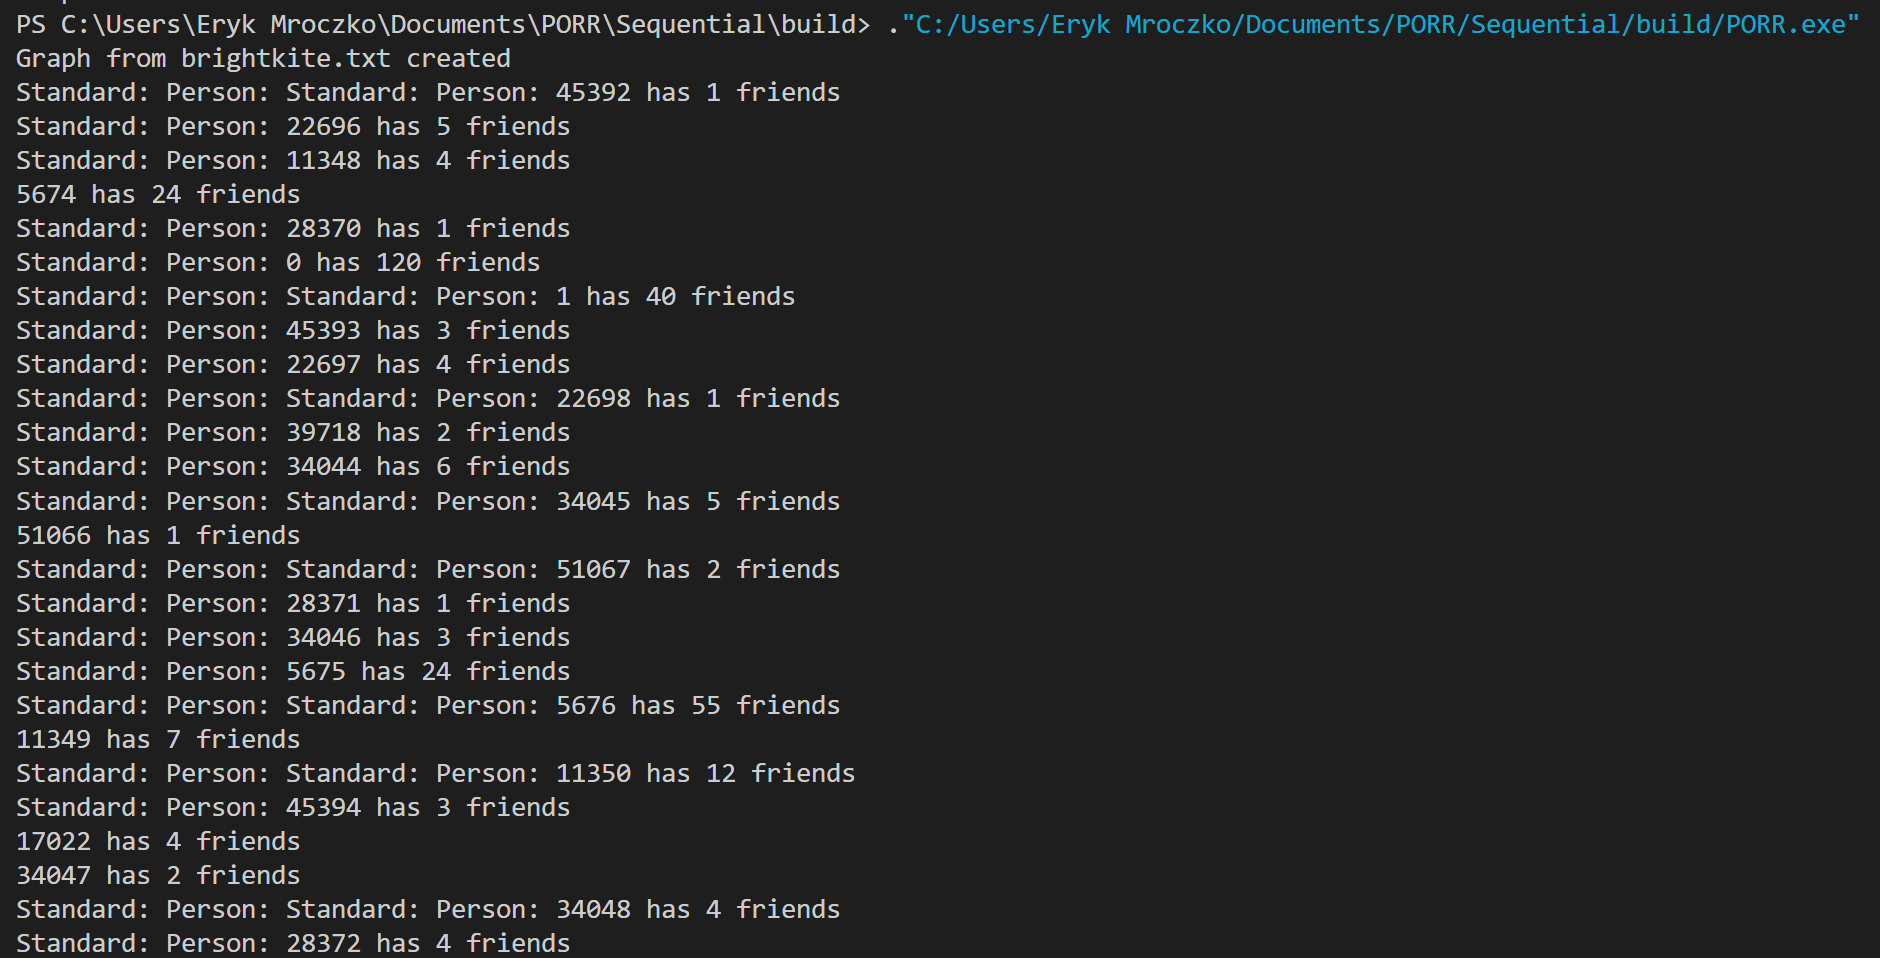 PS C:\Users\Eryk Mroczko\Documents\PORR\Sequential\build> ."C:/Users/Eryk Mroczko/Documents/PORR/Sequential/build/PORR.exe"
Graph from brightkite.txt created
Standard: Person: Standard: Person: 45392 has 1 friends
Standard: Person: 22696 has 5 friends
Standard: Person: 11348 has 4 friends
5674 has 24 friends
Standard: Person: 28370 has 1 friends
Standard: Person: 0 has 120 friends
Standard: Person: Standard: Person: 1 has 40 friends
Standard: Person: 45393 has 3 friends
Standard: Person: 22697 has 4 friends
Standard: Person: Standard: Person: 22698 has 1 friends
Standard: Person: 39718 has 2 friends
Standard: Person: 34044 has 6 friends
Standard: Person: Standard: Person: 34045 has 5 friends
51066 has 1 friends
Standard: Person: Standard: Person: 51067 has 2 friends
Standard: Person: 28371 has 1 friends
Standard: Person: 34046 has 3 friends
Standard: Person: 5675 has 24 friends
Standard: Person: Standard: Person: 5676 has 55 friends
11349 has 7 friends
Standard: Person: Standard: Person: 11350 has 12 friends
Standard: Person: 45394 has 3 friends
17022 has 4 friends
34047 has 2 friends
Standard: Person: Standard: Person: 34048 has 4 friends
Standard: Person: 28372 has 4 friends